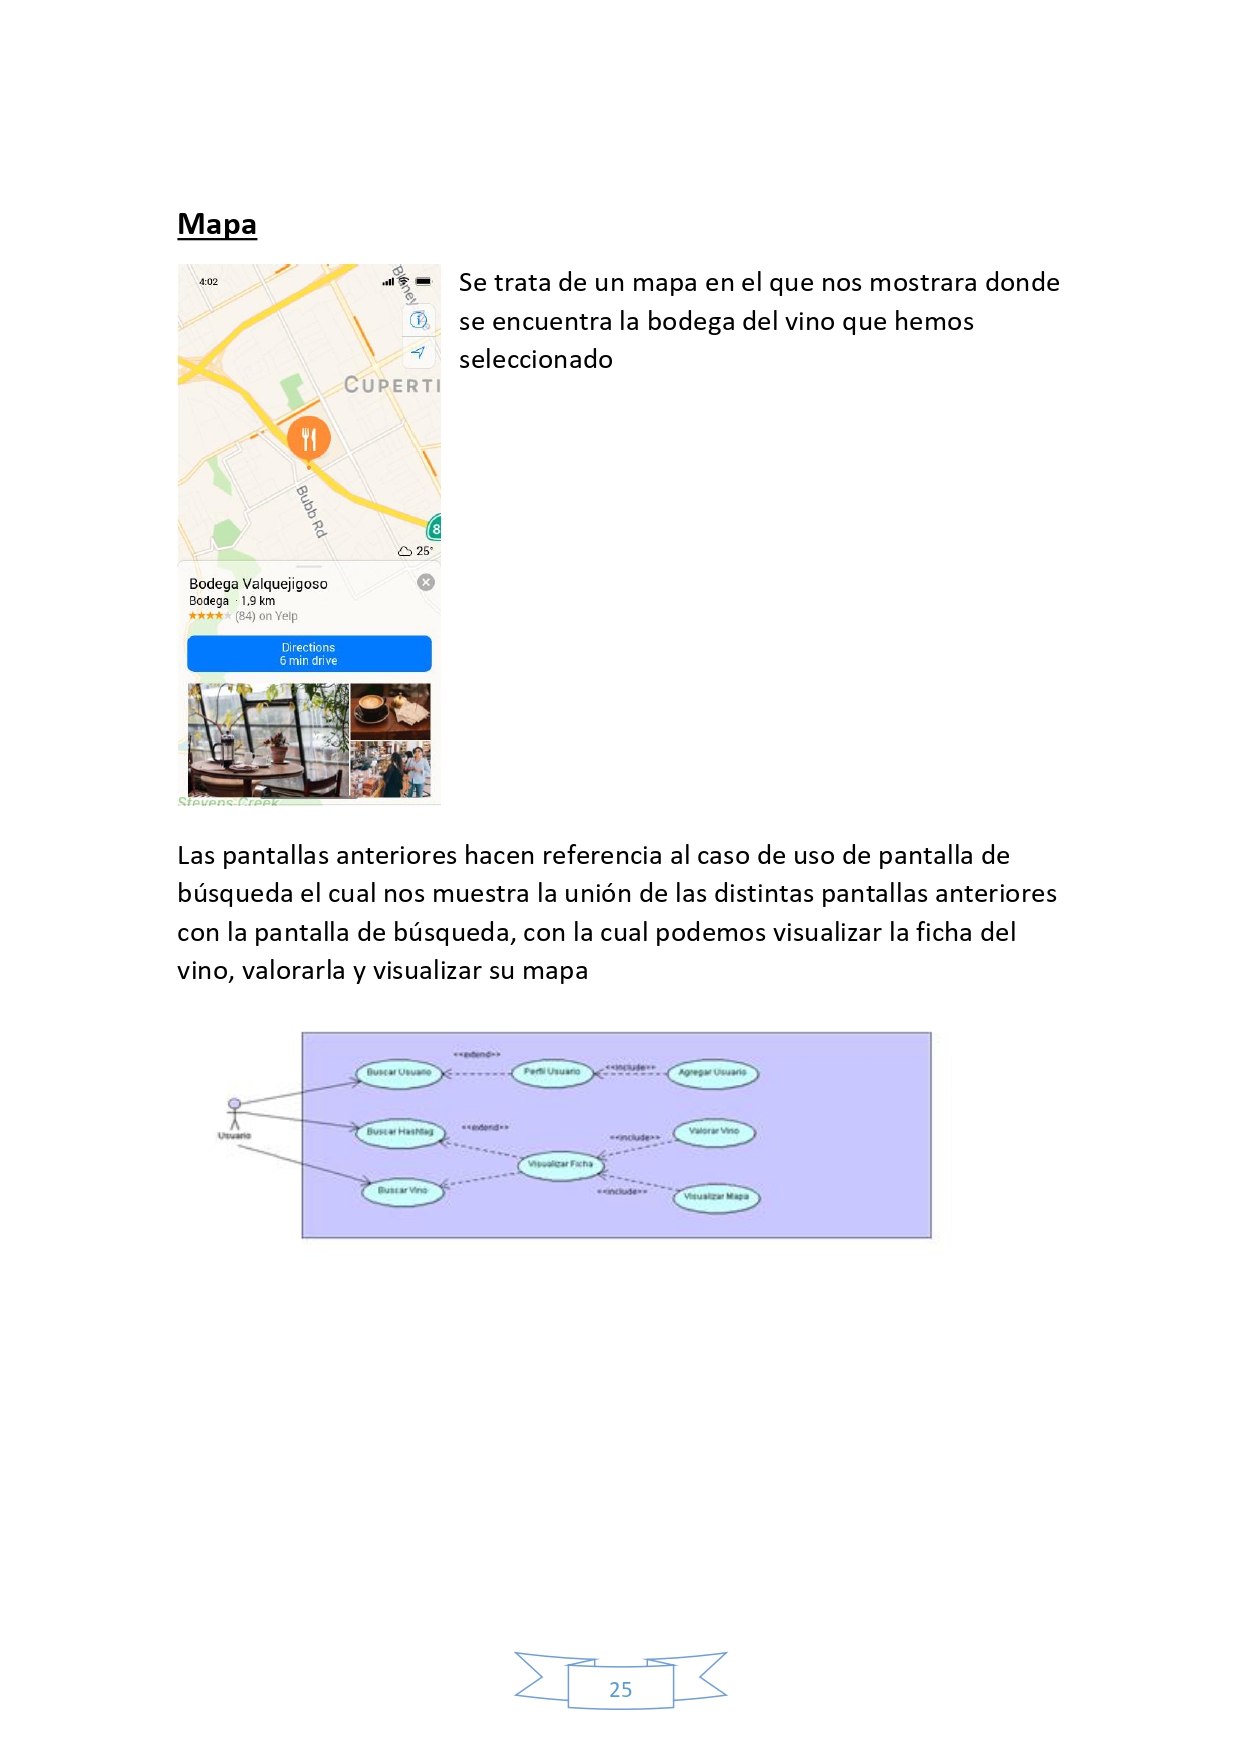 Mapa
4:02
Blaney
CUPERTI
Bubb Rd
8
25°
Bodega Valquejigoso
Bodega · 1,9 km
(84) on Yelp
Directions
6 min drive
Stevens Creek
Se trata de un mapa en el que nos mostrara donde
se encuentra la bodega del vino que hemos
seleccionado
Las pantallas anteriores hacen referencia al caso de uso de pantalla de
búsqueda el cual nos muestra la unión de las distintas pantallas anteriores
con la pantalla de búsqueda, con la cual podemos visualizar la ficha del
vino, valorarla y visualizar su mapa
Usuario
Buscar Usuario
<<extend>>
Perfil Usuario
<<include>>
Agregar Usuario
Buscar Hashtag
<<extend>>
Visualizar Ficha
<<include>>
Valorar Vino
Buscar Vino
<<include>>
Visualizar Mapa
25